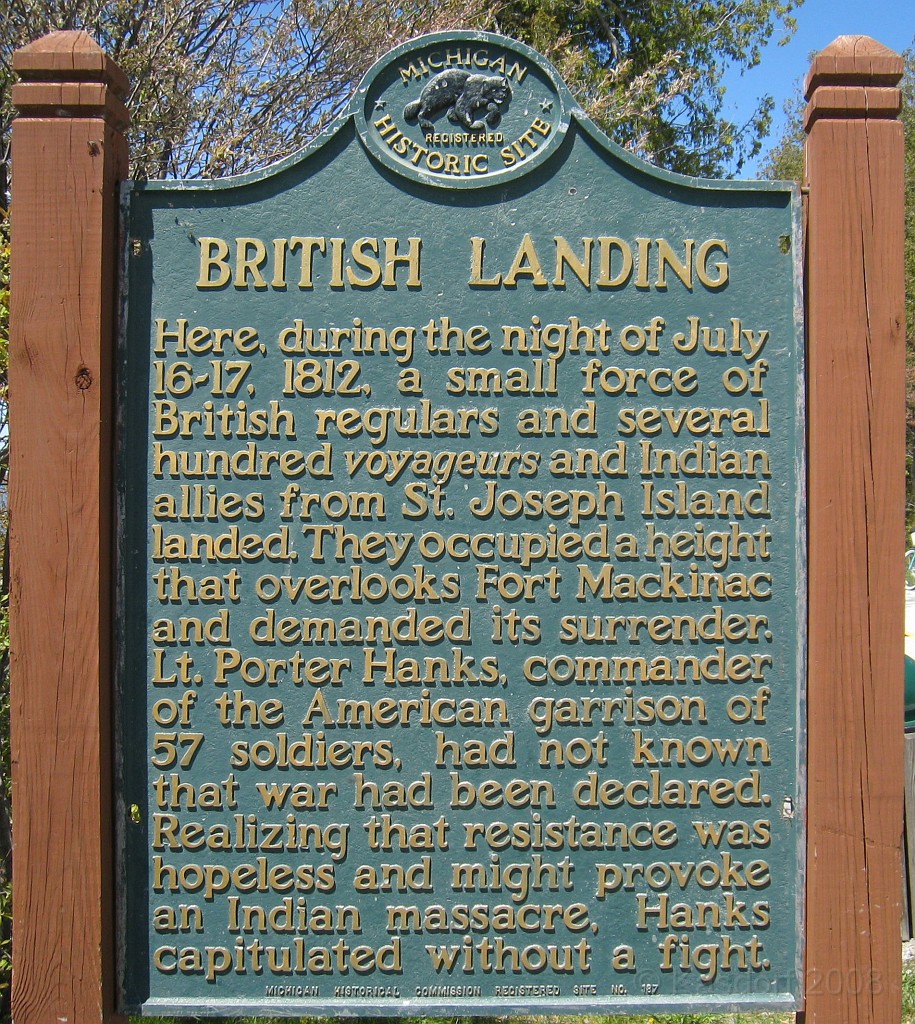 MICHIGAN
REGISTERED
HISTORIC SITE
BRITISH LANDING
Here, during the night of July
16-17, 1812, a small force of
British regulars and several
hundred voyageurs and Indian
allies from St. Joseph Island
landed. They occupied a height
that overlooks Fort Mackinac
and demanded its surrender.
Lt. Porter Hanks, commander
of the American garrison of
57 soldiers, had not known
that war had been declared.
Realizing that resistance was
hopeless and might provoke
an Indian massacre, Hanks
capitulated without a fight.
MICHIGAN HISTORICAL COMMISSION REGISTERED SITE NO. 187
2008